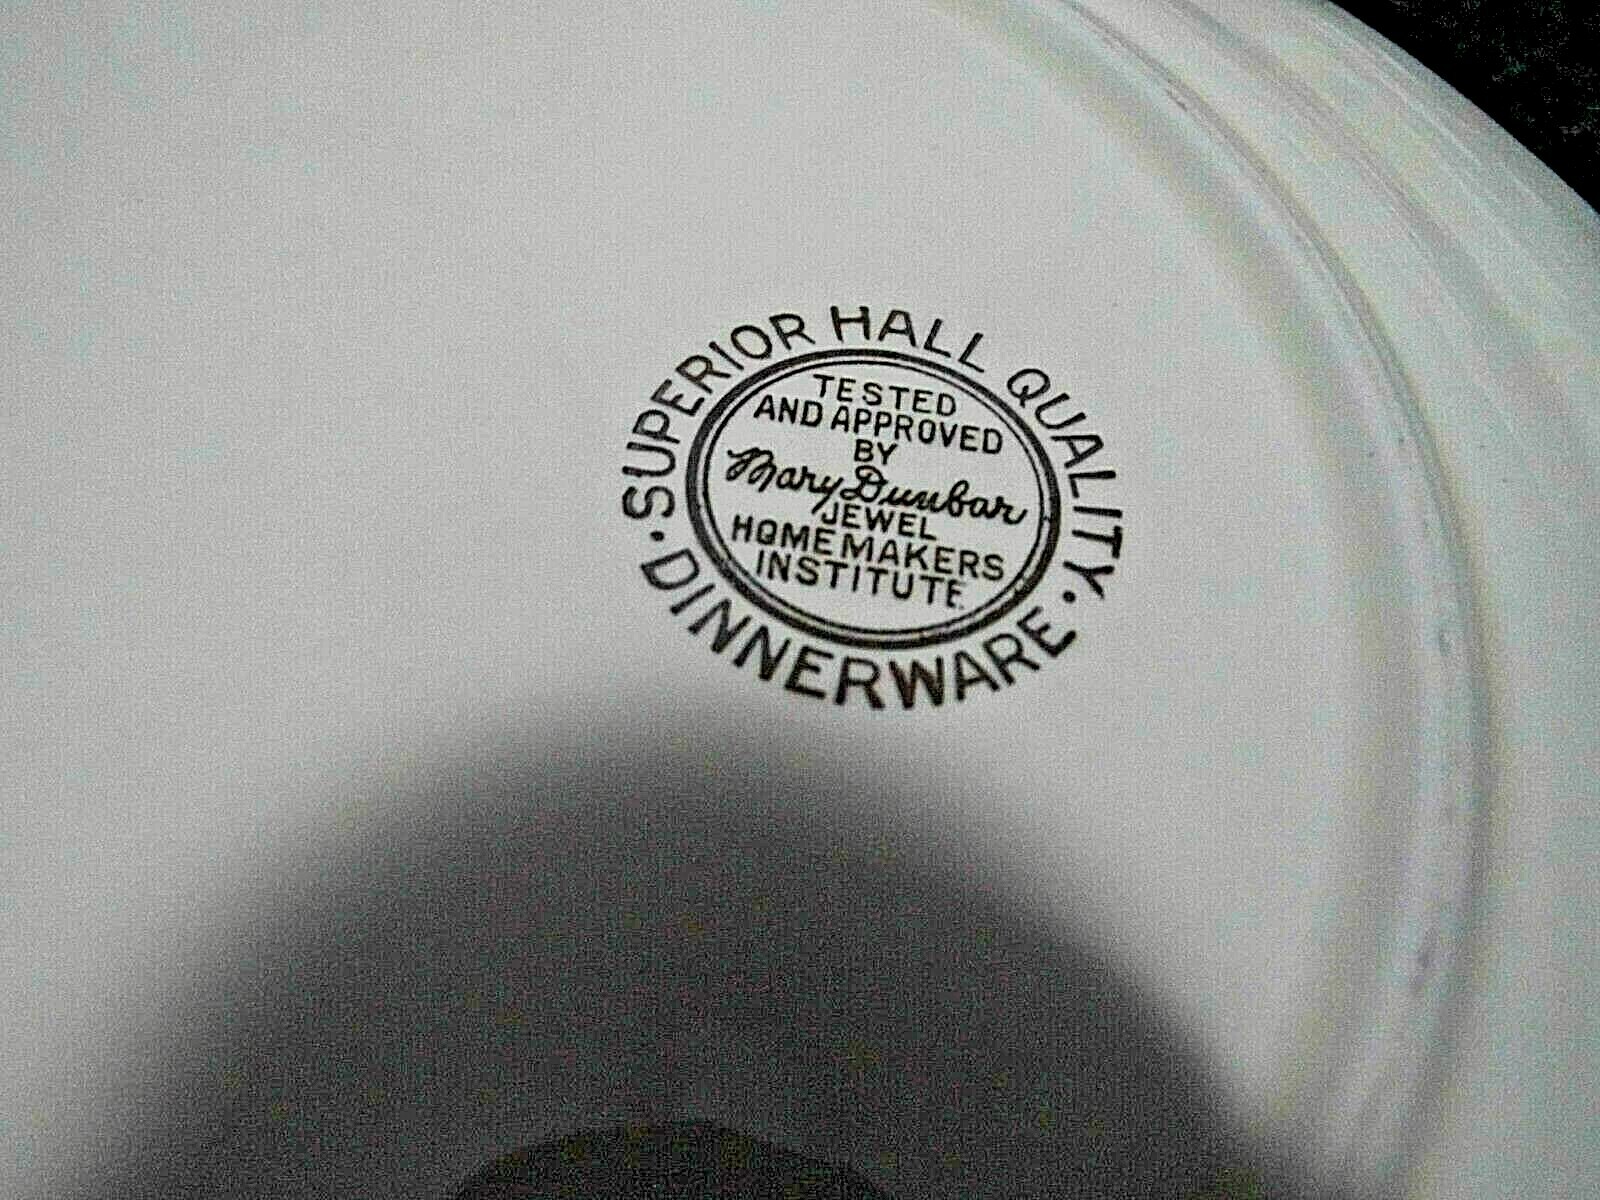 SUPERIOR HALL QUALITY
TESTED
AND APPROVED
BY
Mary Dunbar
JEWEL
HOMEMAKERS
INSTITUTE
· DINNERWARE ·